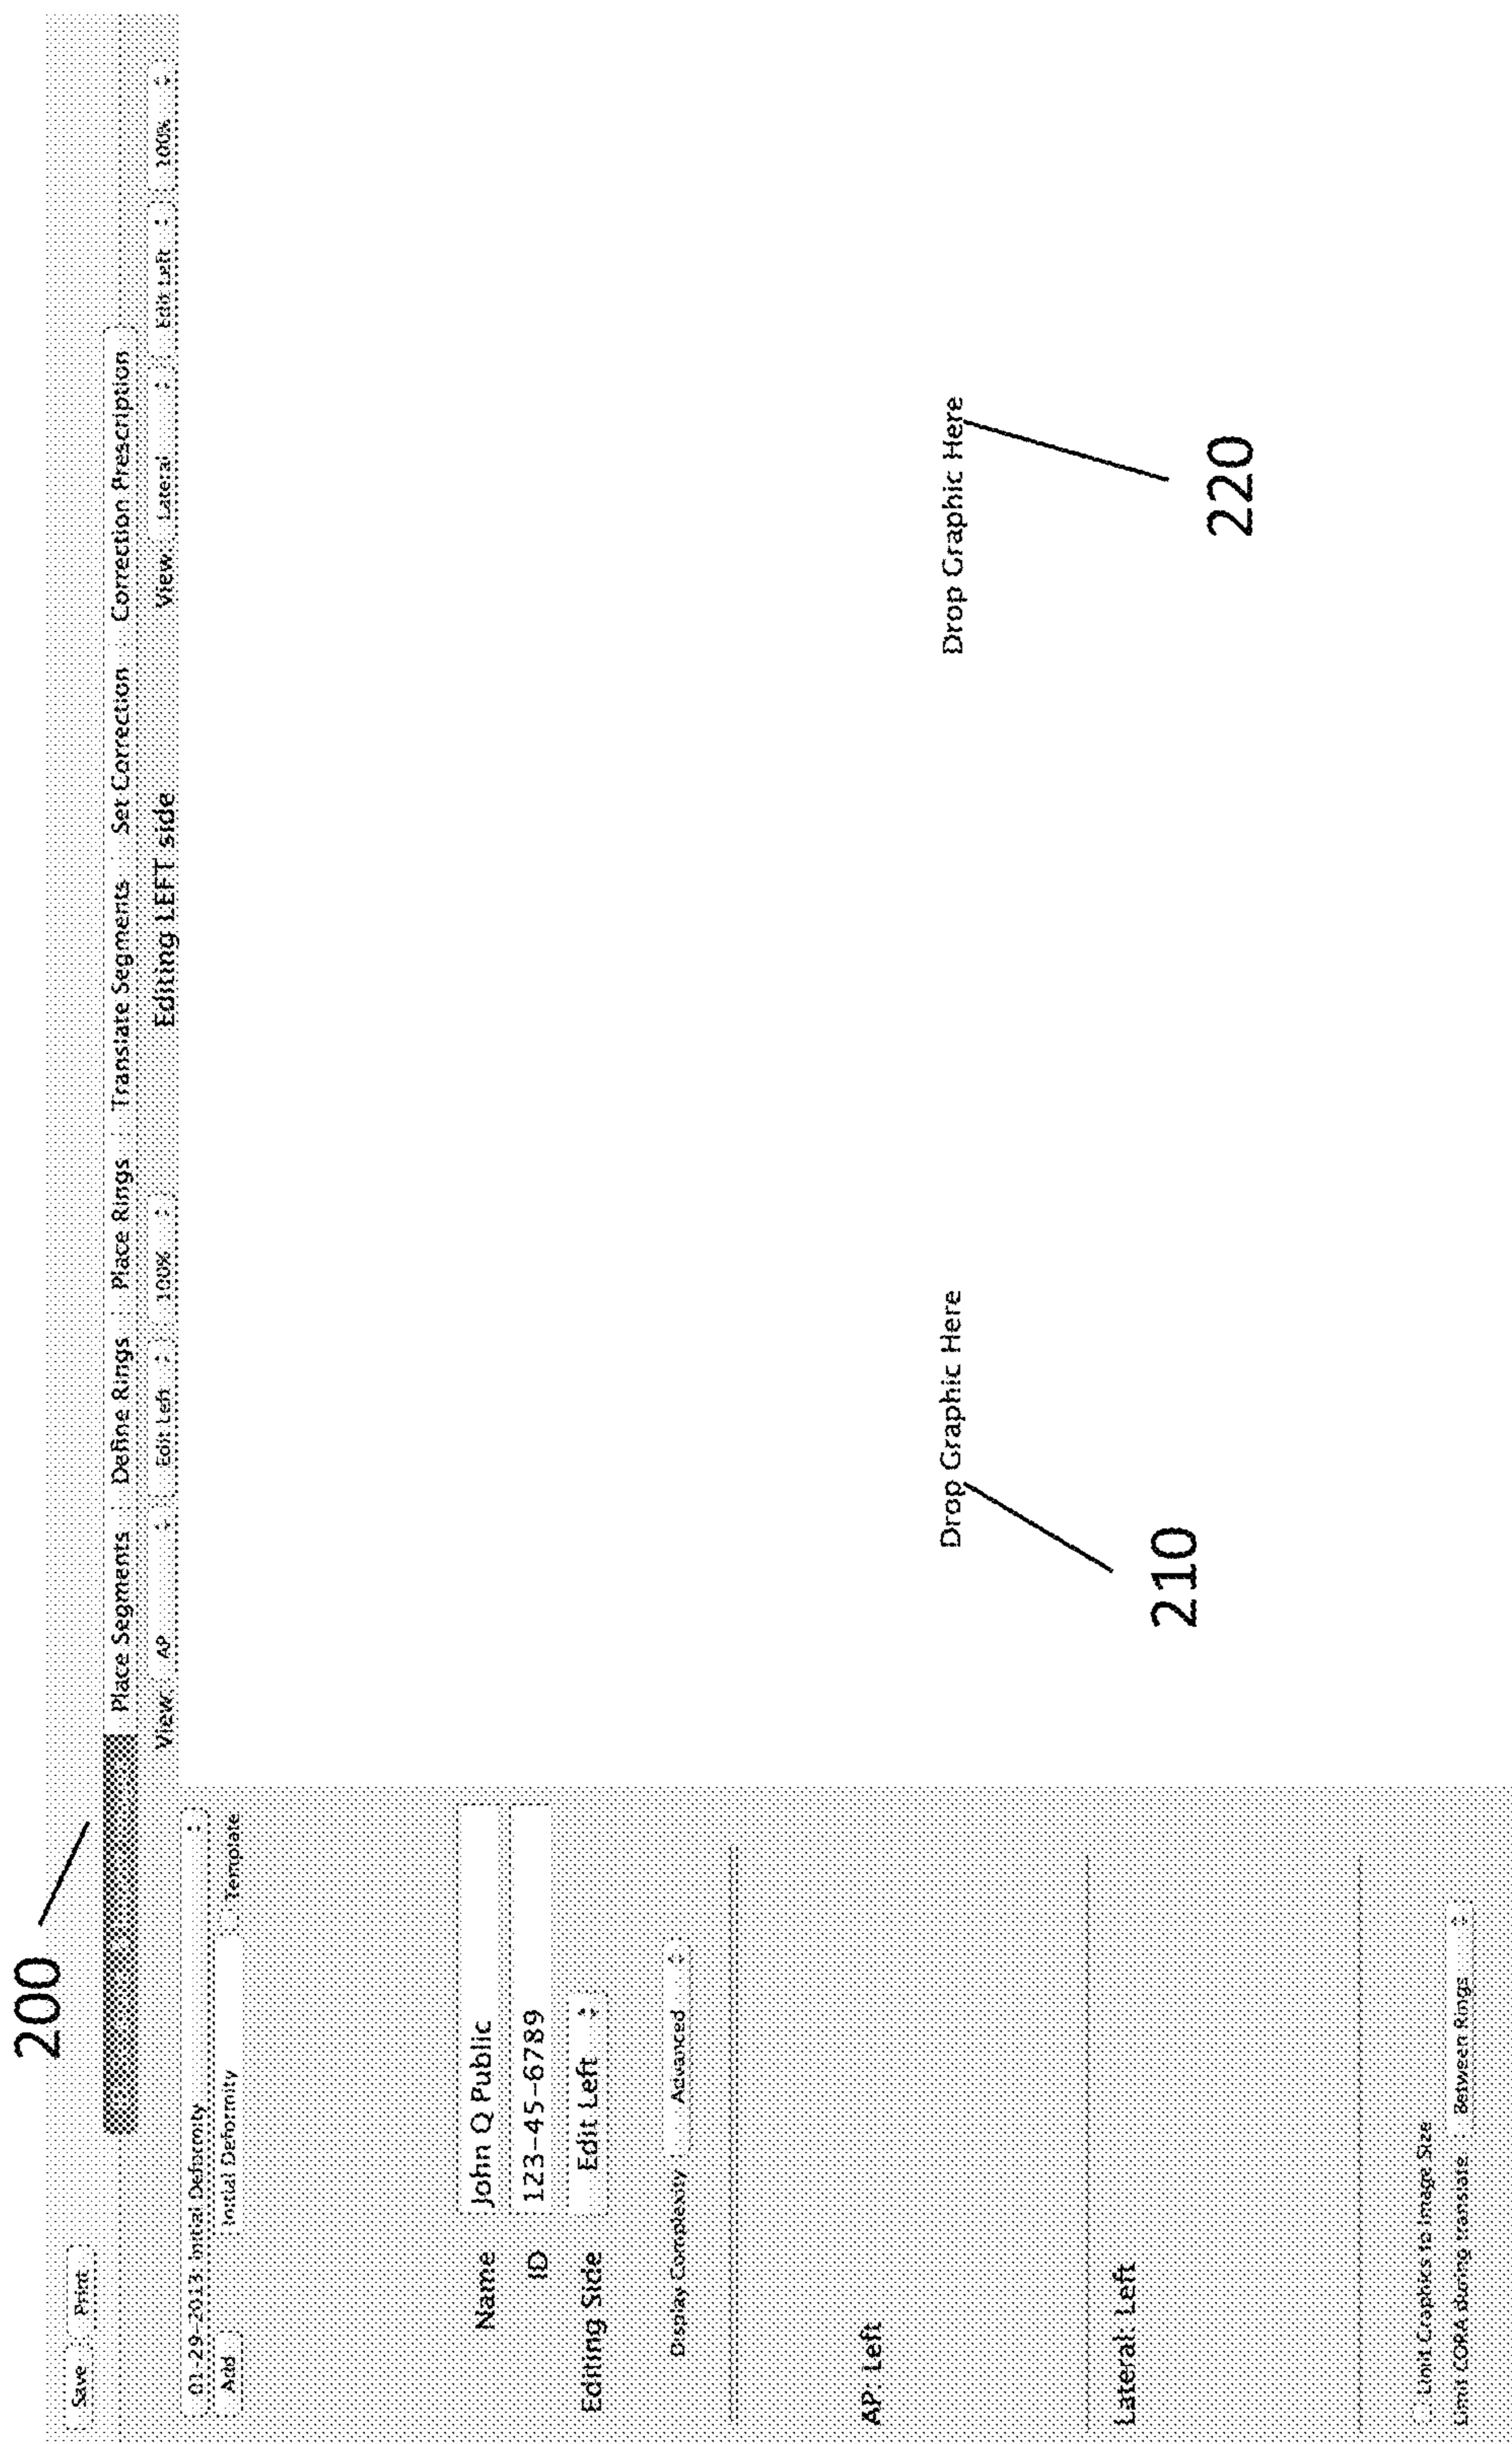 200
Save Print
Place Segments Define Rings Place Rings Translate Segments Set Correction Correction Prescription
View: AP Edit Left 100% Editing LEFT side View: Lateral Edit Left 100%
01-29-2013: Initial Deformity
Add Initial Deformity Template
Name John Q Public
ID 123-45-6789
Editing Side Edit Left
Display Complexity: Advanced
AP: Left
Drop Graphic Here
Drop Graphic Here
Lateral: Left
210
220
Limit Graphics to Image Size
Limit CORA during translate: Between Rings